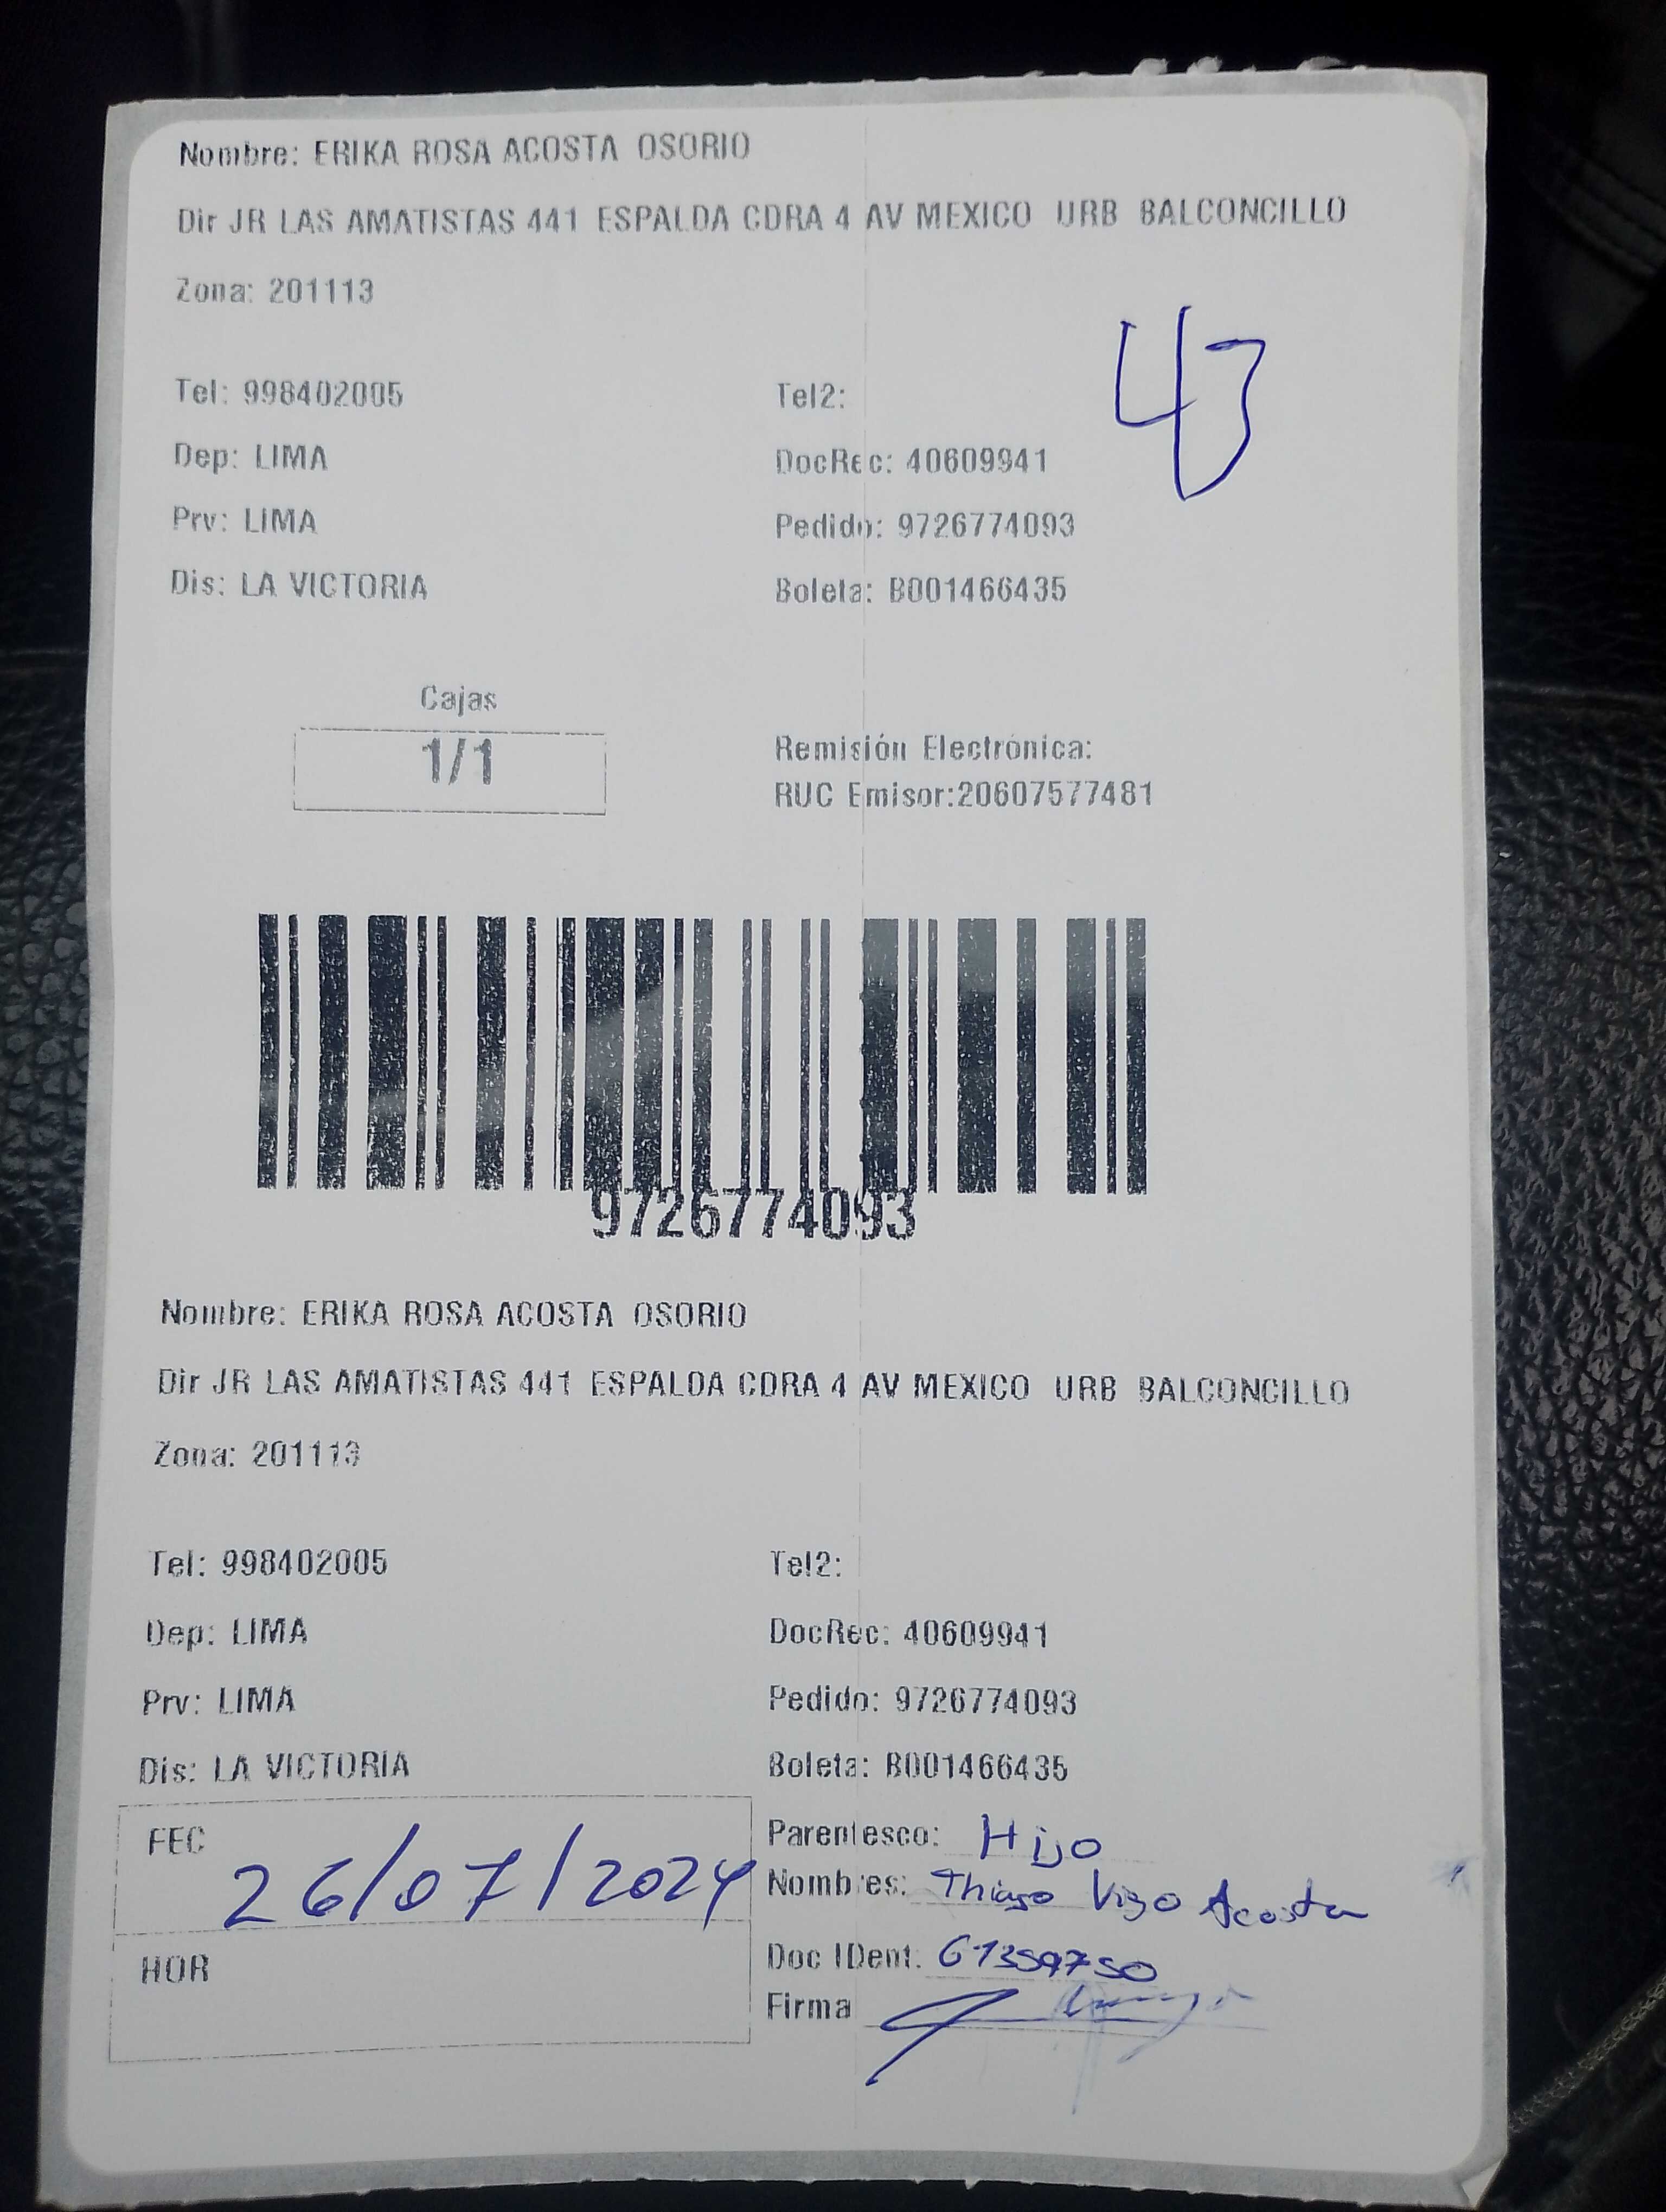 Nombre: ERIKA ROSA ACOSTA OSORIO
Dir JR LAS AMATISTAS 441 ESPALDA CDRA 4 AV MEXICO URB BALCONCILLO
Zona: 201113
43
Tel: 998402005 Tel2:
Dep: LIMA DocRec: 40609941
Prv: LIMA Pedido: 9726774093
Dis: LA VICTORIA Boleta: B001466435
Cajas
1/1
Remisión Electrónica:
RUC Emisor:20607577481
9726774093
Nombre: ERIKA ROSA ACOSTA OSORIO
Dir JR LAS AMATISTAS 441 ESPALDA CDRA 4 AV MEXICO URB BALCONCILLO
Zona: 201113
Tel: 998402005 Tel2:
Dep: LIMA DocRec: 40609941
Prv: LIMA Pedido: 9726774093
Dis: LA VICTORIA Boleta: B001466435
FEC 26/07/2024
Parentesco: Hijo
Nombres: Thiago Vigo Acosta
HOR
Doc IDent: 61359750
Firma